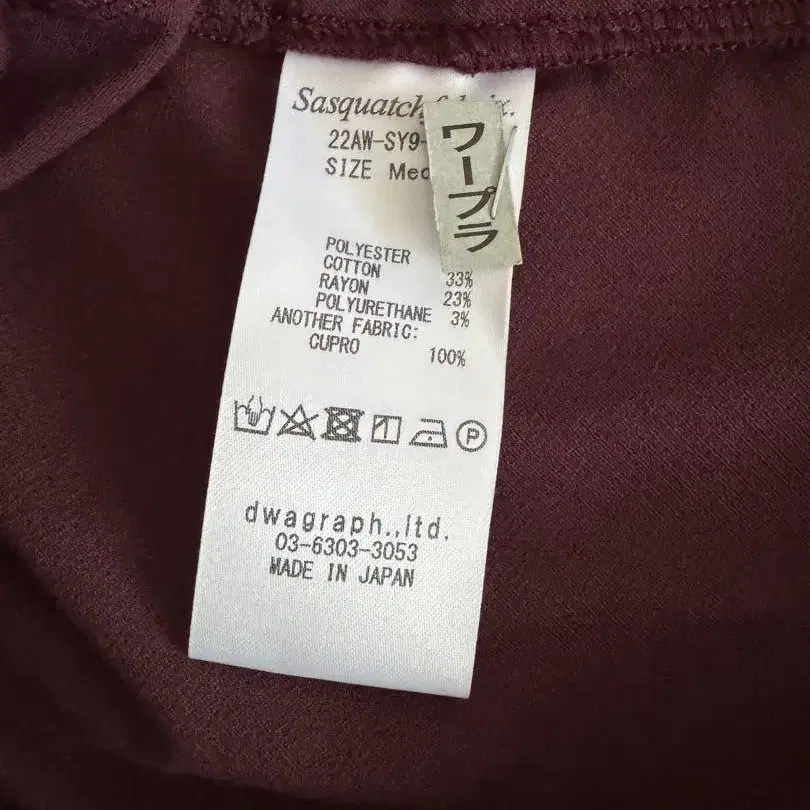 Sasquatch
22AW-SY9-
SIZE Med
ワープラ
POLYESTER
COTTON 33%
RAYON 23%
POLYURETHANE 3%
ANOTHER FABRIC:
CUPRO 100%
P
dwagraph.,ltd.
03-6303-3053
MADE IN JAPAN